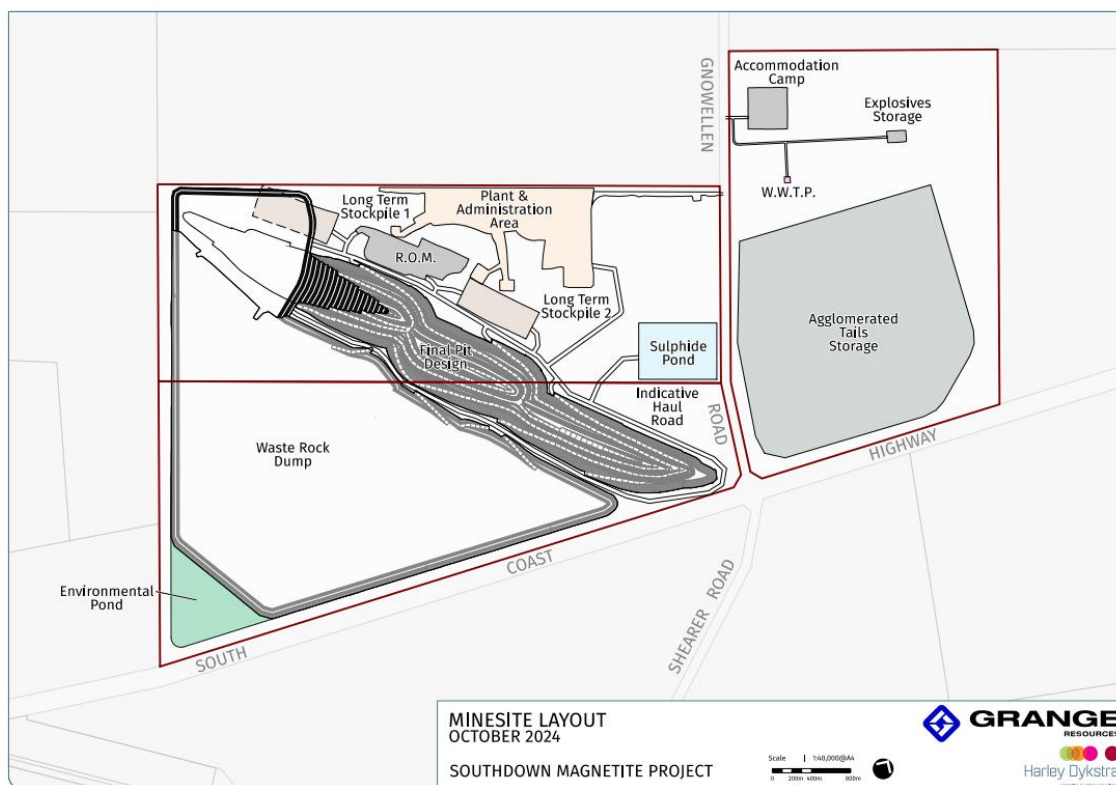 GNOWELLEN
Accommodation
Camp
Explosives
Storage
W.W.T.P.
Long Term
Stockpile 1
Plant &
Administration
Area
R.O.M.
Long Term
Stockpile 2
Final Pit
Design
Sulphide
Pond
Agglomerated
Tails
Storage
Indicative
Haul
Road
ROAD
HIGHWAY
Waste Rock
Dump
COAST
Environmental
Pond
SOUTH
SHEARER ROAD
MINESITE LAYOUT
OCTOBER 2024
SOUTHDOWN MAGNETITE PROJECT
Scale 1:40,000@A4
0 200m 400m 800m
GRANGE
RESOURCES
Harley Dykstra